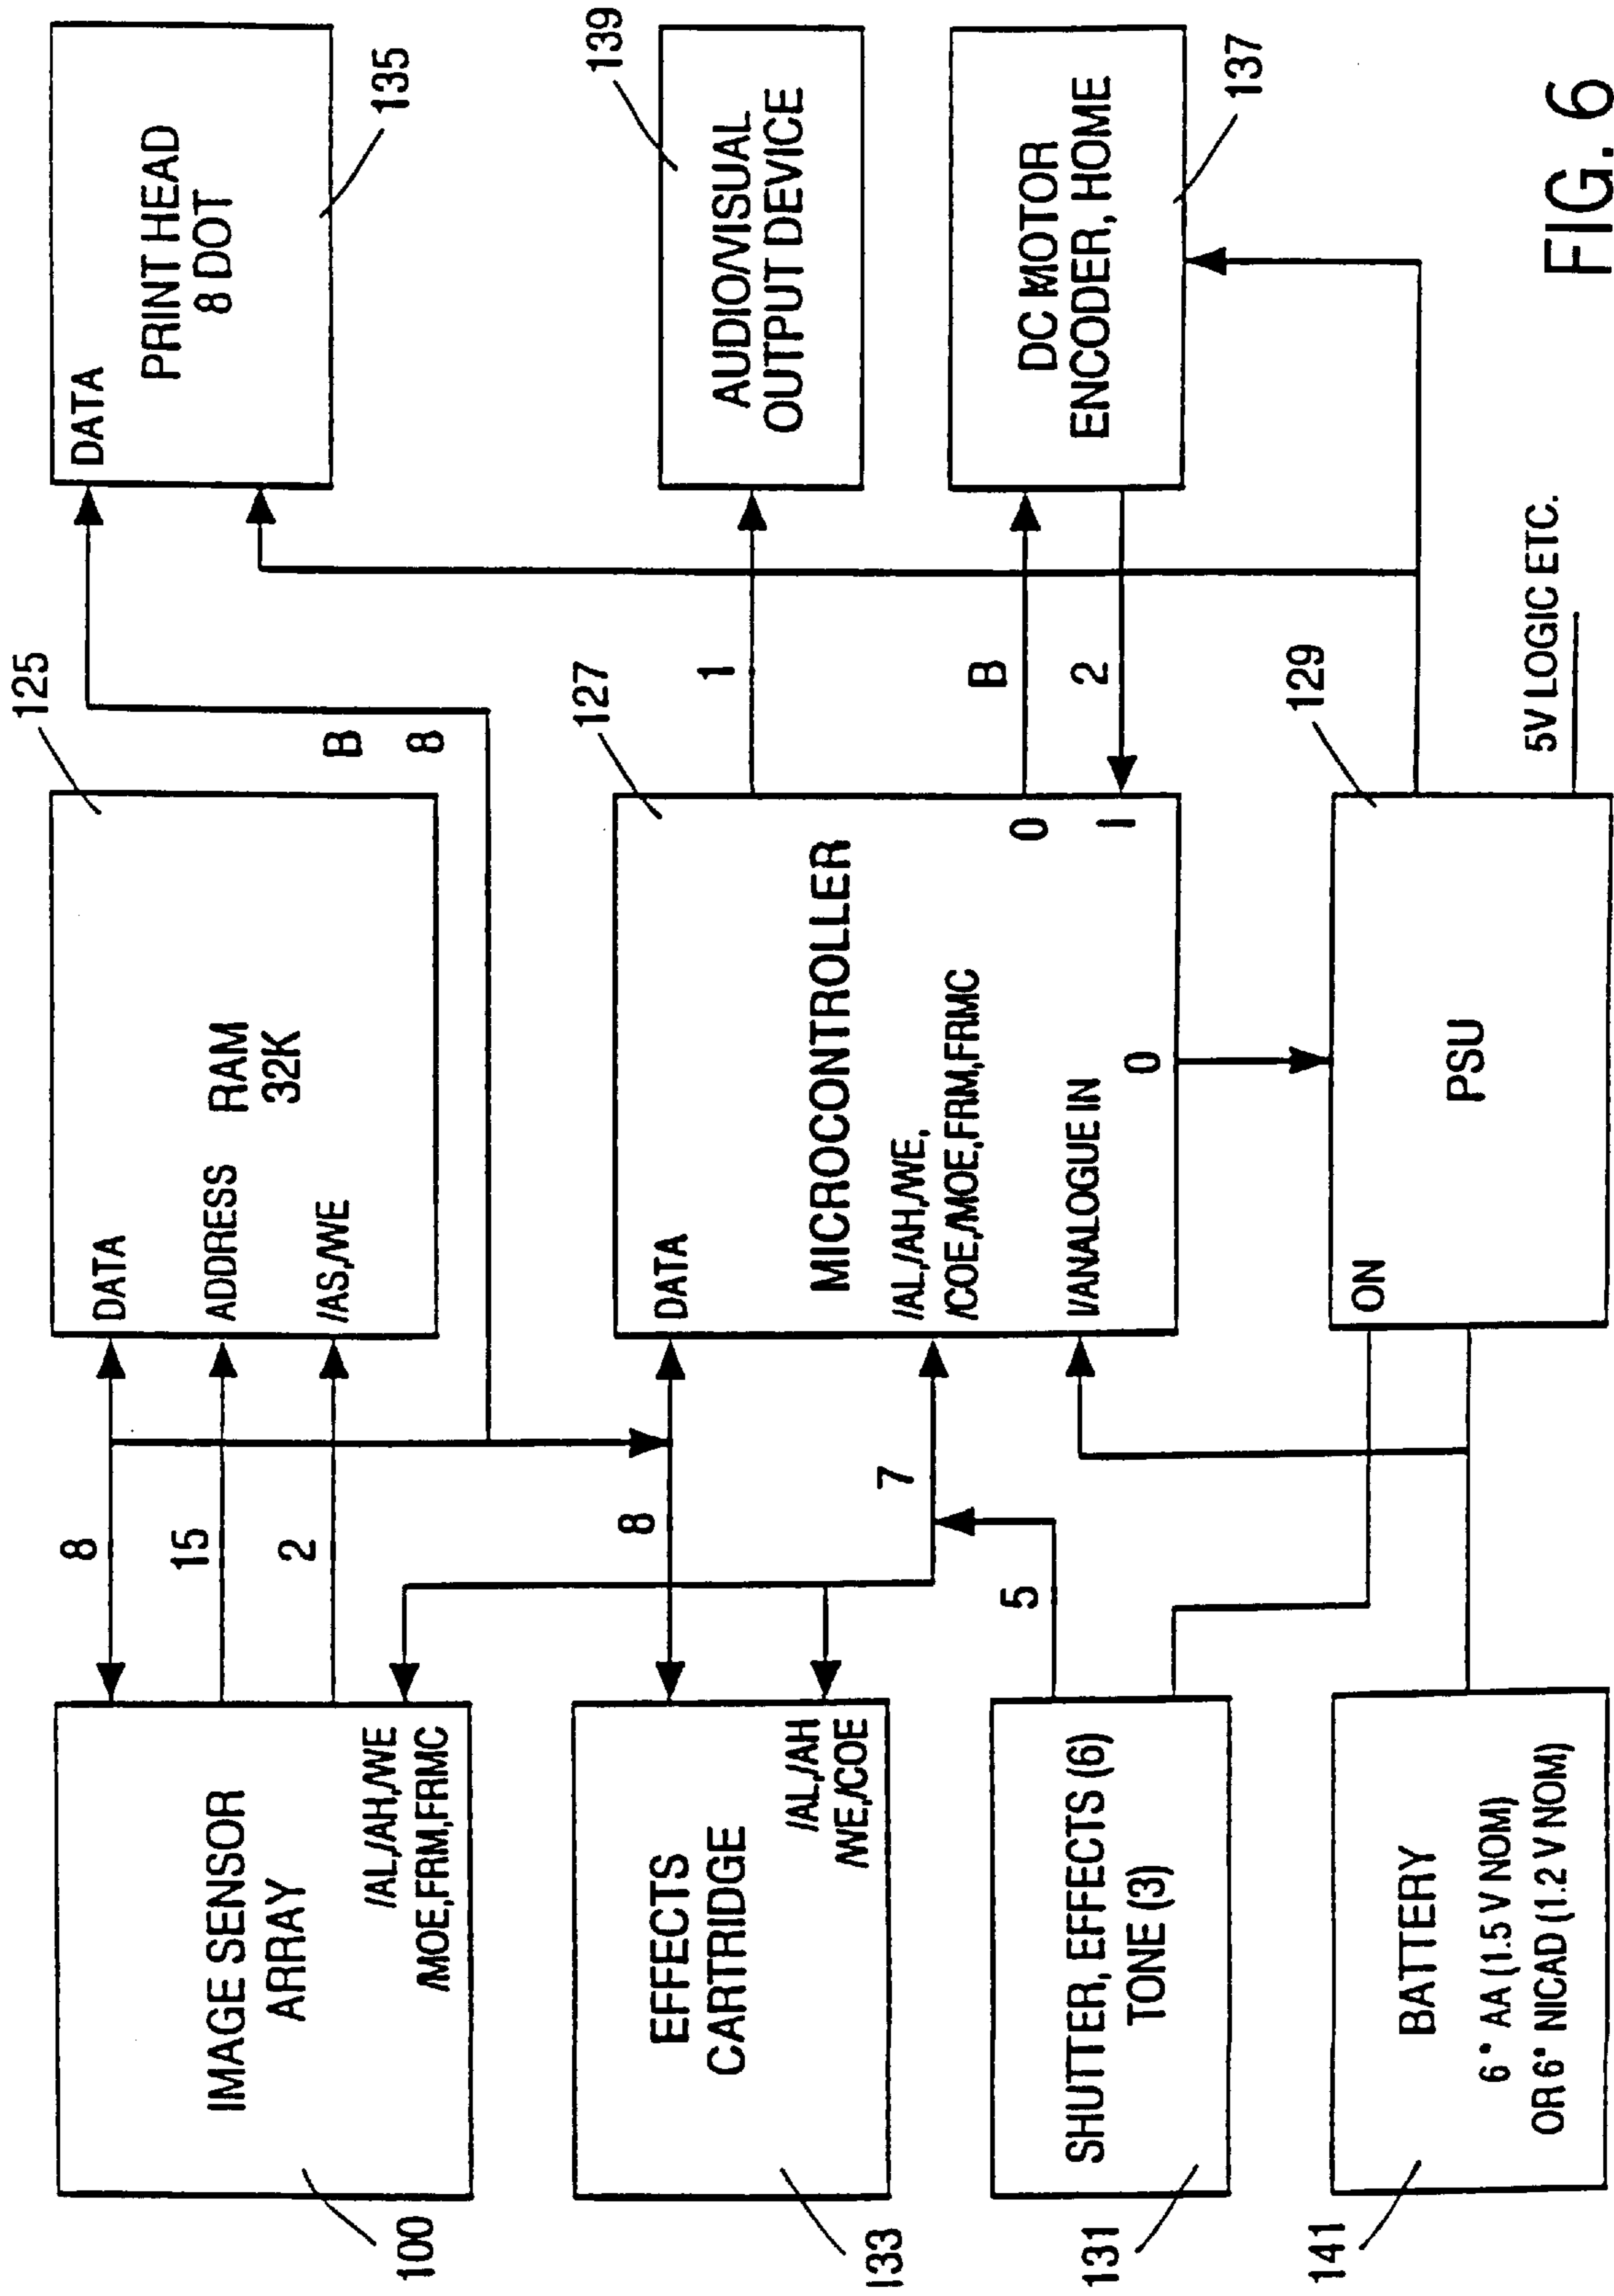 IMAGE SENSOR
ARRAY
/AL,/AH,/WE
/MOE,FRM,FRMC
100
8
15
2
DATA
ADDRESS
/AS,/WE
RAM
32K
125
B
8
DATA
PRINT HEAD
8 DOT
135
EFFECTS
CARTRIDGE
/AL,/AH
/WE,/COE
133
8
7
DATA
MICROCONTROLLER
/AL,/AH,/WE,
/COE,/MOE,FRM,FRMC
I/ANALOGUE IN
0
0
I
127
1
B
2
AUDIO/VISUAL
OUTPUT DEVICE
139
DC MOTOR
ENCODER, HOME
137
SHUTTER, EFFECTS (6)
TONE (3)
131
5
BATTERY
6 * AA (1.5 V NOM)
OR 6* NICAD (1.2 V NOM)
141
ON
PSU
129
5V LOGIC ETC.
FIG. 6